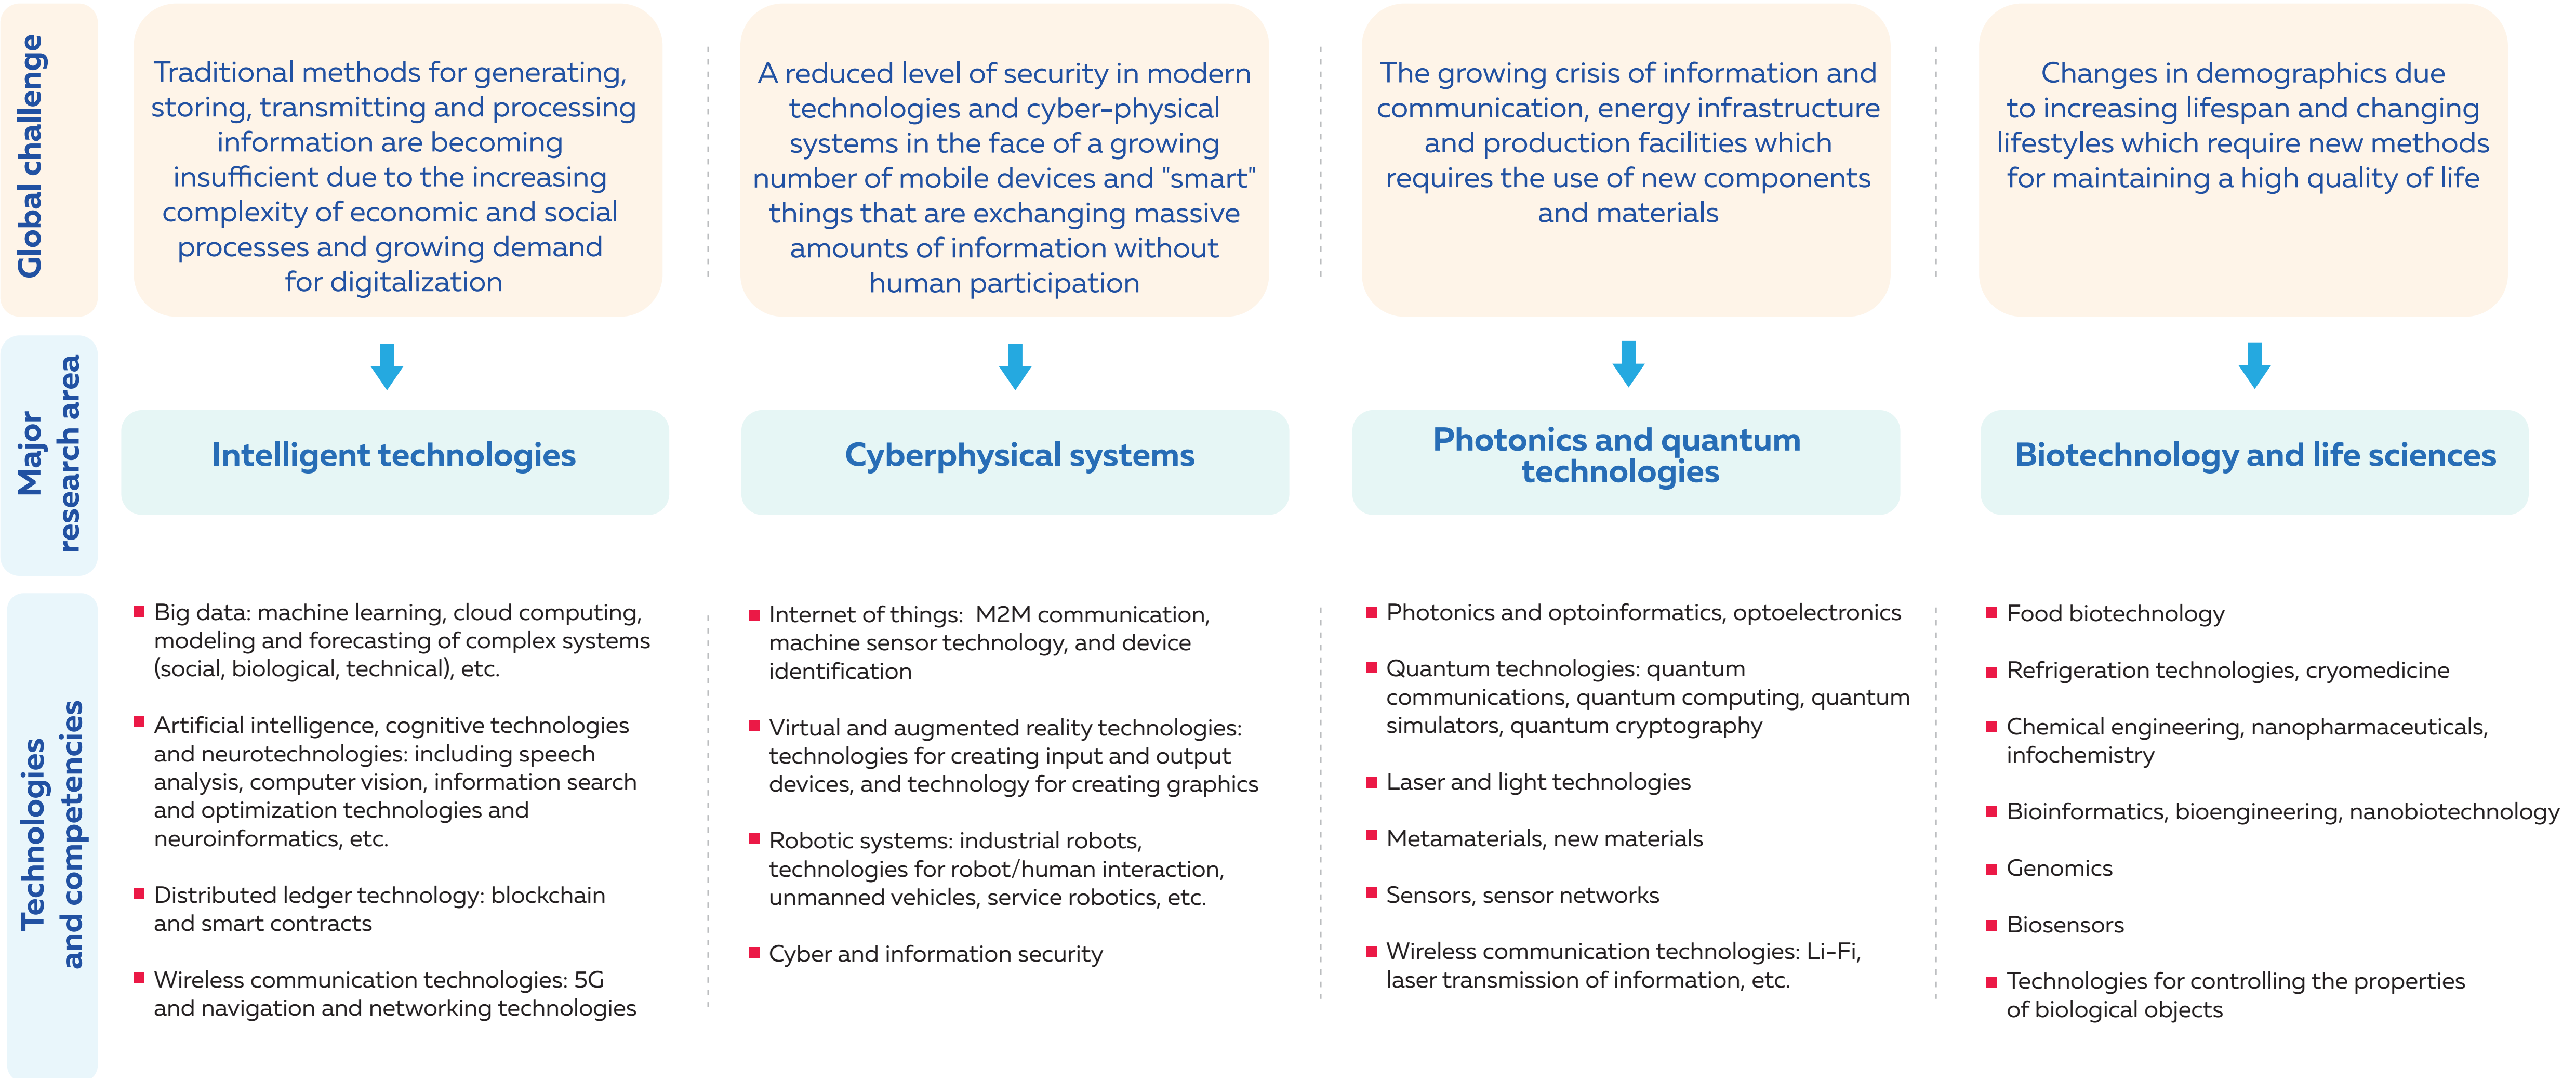 Global challenge
Traditional methods for generating,
storing, transmitting and processing
information are becoming
insufficient due to the increasing
complexity of economic and social
processes and growing demand
for digitalization
A reduced level of security in modern
technologies and cyber-physical
systems in the face of a growing
number of mobile devices and "smart"
things that are exchanging massive
amounts of information without
human participation
The growing crisis of information and
communication, energy infrastructure
and production facilities which
requires the use of new components
and materials
Changes in demographics due
to increasing lifespan and changing
lifestyles which require new methods
for maintaining a high quality of life
Major
research area
Intelligent technologies
Cyberphysical systems
Photonics and quantum
technologies
Biotechnology and life sciences
Technologies
and competencies
Big data: machine learning, cloud computing,
modeling and forecasting of complex systems
(social, biological, technical), etc.
Artificial intelligence, cognitive technologies
and neurotechnologies: including speech
analysis, computer vision, information search
and optimization technologies and
neuroinformatics, etc.
Distributed ledger technology: blockchain
and smart contracts
Wireless communication technologies: 5G
and navigation and networking technologies
Internet of things:  M2M communication,
machine sensor technology, and device
identification
Virtual and augmented reality technologies:
technologies for creating input and output
devices, and technology for creating graphics
Robotic systems: industrial robots,
technologies for robot/human interaction,
unmanned vehicles, service robotics, etc.
Cyber and information security
Photonics and optoinformatics, optoelectronics
Quantum technologies: quantum
communications, quantum computing, quantum
simulators, quantum cryptography
Laser and light technologies
Metamaterials, new materials
Sensors, sensor networks
Wireless communication technologies: Li-Fi,
laser transmission of information, etc.
Food biotechnology
Refrigeration technologies, cryomedicine
Chemical engineering, nanopharmaceuticals,
infochemistry
Bioinformatics, bioengineering, nanobiotechnology
Genomics
Biosensors
Technologies for controlling the properties
of biological objects